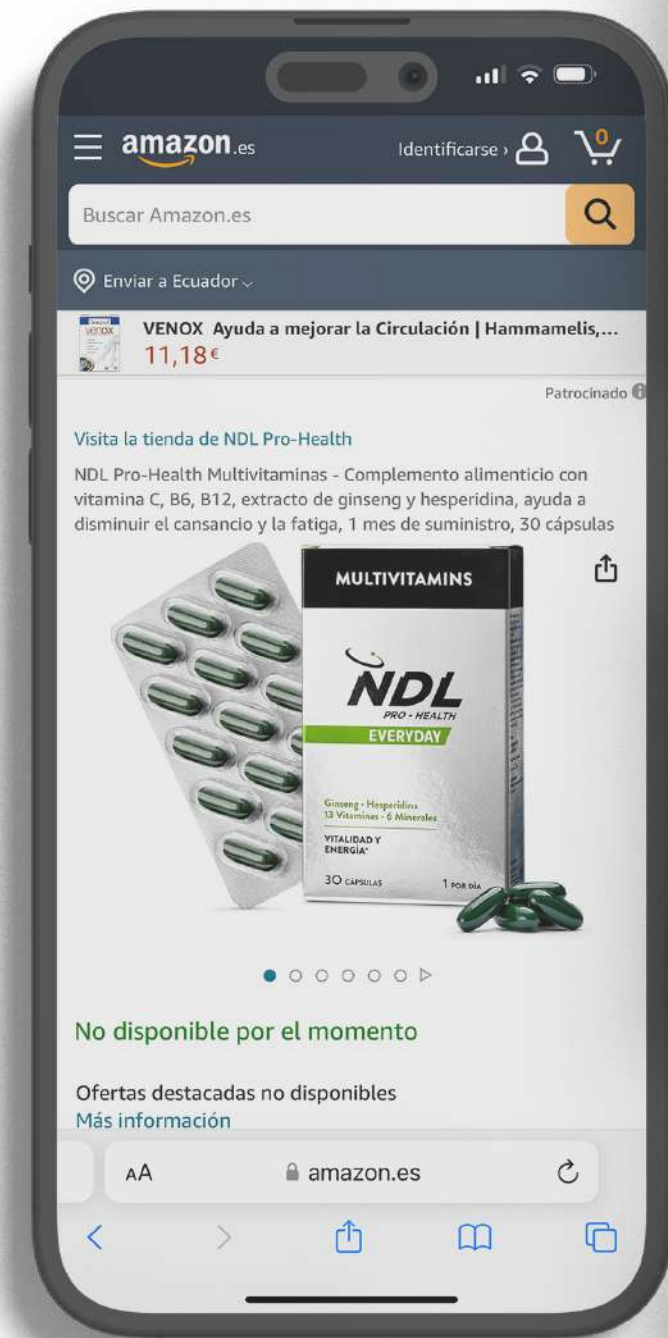 amazon.es
Identificarse ›
0
Buscar Amazon.es
Enviar a Ecuador
VENOX Ayuda a mejorar la Circulación | Hammamelis,...
11,18€
Patrocinado
Visita la tienda de NDL Pro-Health
NDL Pro-Health Multivitaminas - Complemento alimenticio con
vitamina C, B6, B12, extracto de ginseng y hesperidina, ayuda a
disminuir el cansancio y la fatiga, 1 mes de suministro, 30 cápsulas
MULTIVITAMINS
NDL
PRO - HEALTH
EVERYDAY
Ginseng - Hesperidina
13 Vitaminas - 6 Minerales
VITALIDAD Y
ENERGÍA*
30 CÁPSULAS
1 POR DÍA
No disponible por el momento
Ofertas destacadas no disponibles
Más información
AA
amazon.es